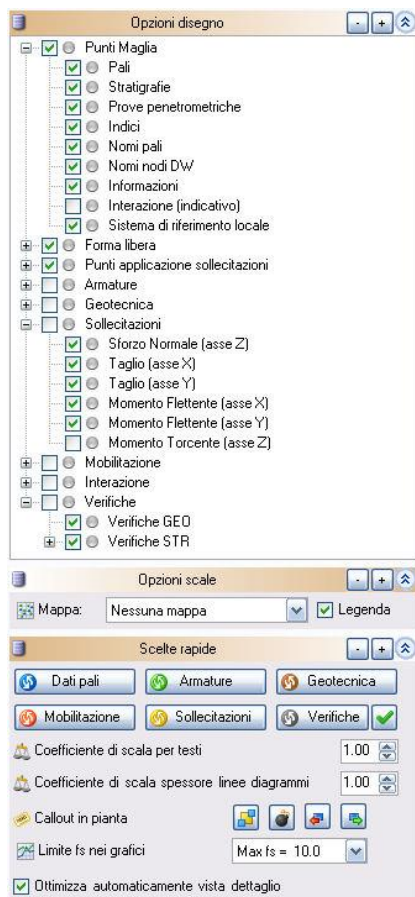 Opzioni disegno - +
Punti Maglia
Pali
Stratigrafie
Prove penetrometriche
Indici
Nomi pali
Nomi nodi DW
Informazioni
Interazione (indicativo)
Sistema di riferimento locale
Forma libera
Punti applicazione sollecitazioni
Armature
Geotecnica
Sollecitazioni
Sforzo Normale (asse Z)
Taglio (asse X)
Taglio (asse Y)
Momento Flettente (asse X)
Momento Flettente (asse Y)
Momento Torcente (asse Z)
Mobilitazione
Interazione
Verifiche
Verifiche GEO
Verifiche STR
Opzioni scale - +
Mappa: Nessuna mappa Legenda
Scelte rapide - +
Dati pali Armature Geotecnica
Mobilitazione Sollecitazioni Verifiche
Coefficiente di scala per testi 1.00
Coefficiente di scala spessore linee diagrammi 1.00
Callout in pianta
Limite fs nei grafici Max fs = 10.0
Ottimizza automaticamente vista dettaglio